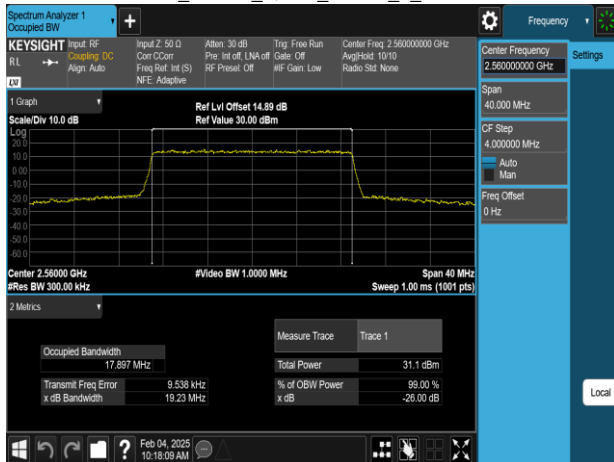 Spectrum Analyzer 1
Occupied BW
+
Frequency
KEYSIGHT
RL
Input: RF
Coupling: DC
Align: Auto
Input Z: 50 Ω
Corr CCorr
Freq Ref: Int (S)
NFE: Adaptive
Atten: 30 dB
Pre: Int off, LNA off
RF Presel: Off
Trig: Free Run
Gate: Off
#IF Gain: Low
Center Freq: 2.560000000 GHz
Avg|Hold: 10/10
Radio Std: None
LXI
1 Graph
Scale/Div 10.0 dB
Ref Lvl Offset 14.89 dB
Ref Value 30.00 dBm
Log
20.0
10.0
0.00
-10.0
-20.0
-30.0
-40.0
-50.0
-60.0
Center 2.56000 GHz
#Video BW 1.0000 MHz
Span 40 MHz
#Res BW 300.00 kHz
Sweep 1.00 ms (1001 pts)
2 Metrics
Measure Trace
Trace 1
Occupied Bandwidth
17.897 MHz
Total Power
31.1 dBm
Transmit Freq Error
9.538 kHz
% of OBW Power
99.00 %
x dB Bandwidth
19.23 MHz
x dB
-26.00 dB
Center Frequency
2.560000000 GHz
Settings
Span
40.000 MHz
CF Step
4.000000 MHz
Auto
Man
Freq Offset
0 Hz
Local
?
Feb 04, 2025
10:18:09 AM